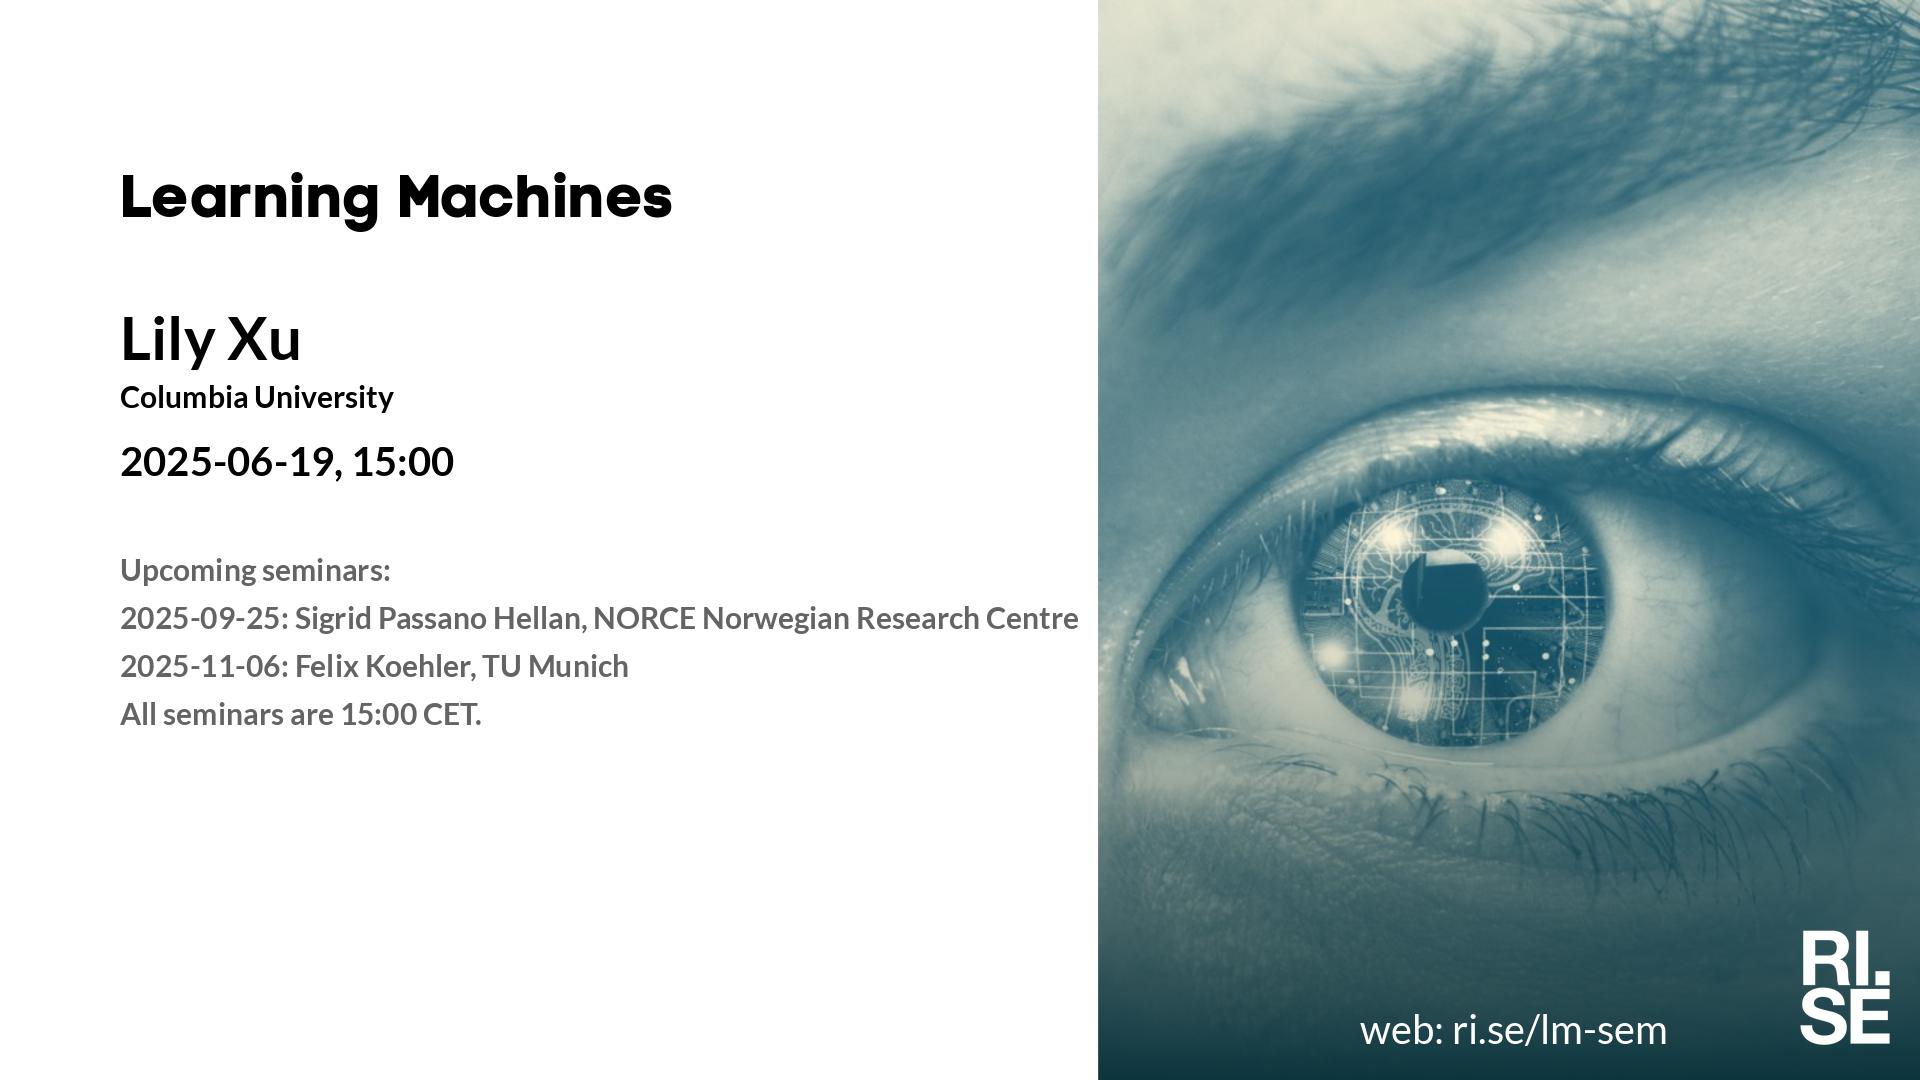 Learning Machines
Lily Xu
Columbia University
2025-06-19, 15:00
Upcoming seminars:
2025-09-25: Sigrid Passano Hellan, NORCE Norwegian Research Centre
2025-11-06: Felix Koehler, TU Munich
All seminars are 15:00 CET.
web: ri.se/lm-sem
RI.
SE